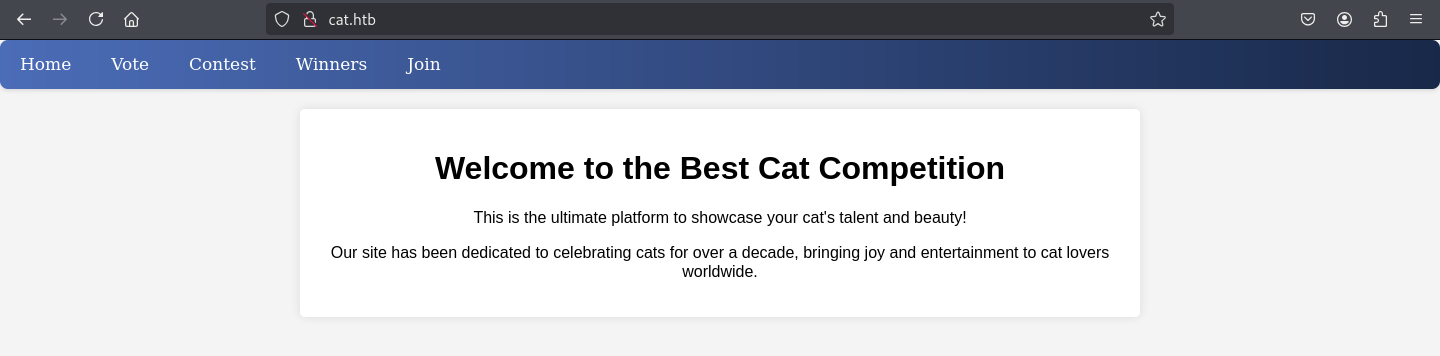 cat.htb
Home Vote Contest Winners Join
Welcome to the Best Cat Competition
This is the ultimate platform to showcase your cat's talent and beauty!
Our site has been dedicated to celebrating cats for over a decade, bringing joy and entertainment to cat lovers
worldwide.